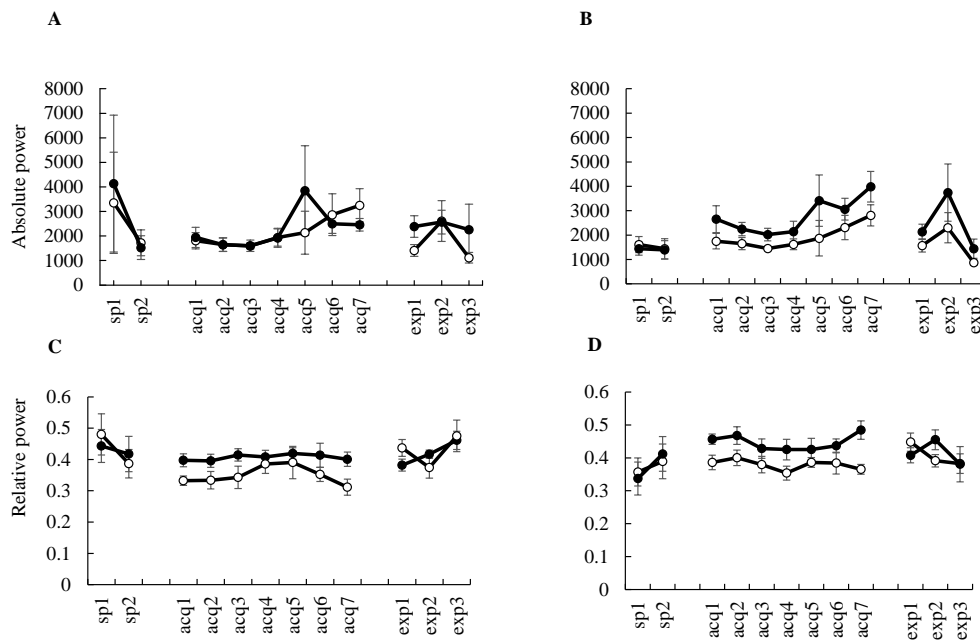 A
B
Absolute power
8000
7000
6000
5000
4000
3000
2000
1000
0
sp1
sp2
acq1
acq2
acq3
acq4
acq5
acq6
acq7
exp1
exp2
exp3
8000
7000
6000
5000
4000
3000
2000
1000
0
sp1
sp2
acq1
acq2
acq3
acq4
acq5
acq6
acq7
exp1
exp2
exp3
C
D
Relative power
0.6
0.5
0.4
0.3
0.2
0.1
0
sp1
sp2
acq1
acq2
acq3
acq4
acq5
acq6
acq7
exp1
exp2
exp3
0.6
0.5
0.4
0.3
0.2
0.1
0
sp1
sp2
acq1
acq2
acq3
acq4
acq5
acq6
acq7
exp1
exp2
exp3